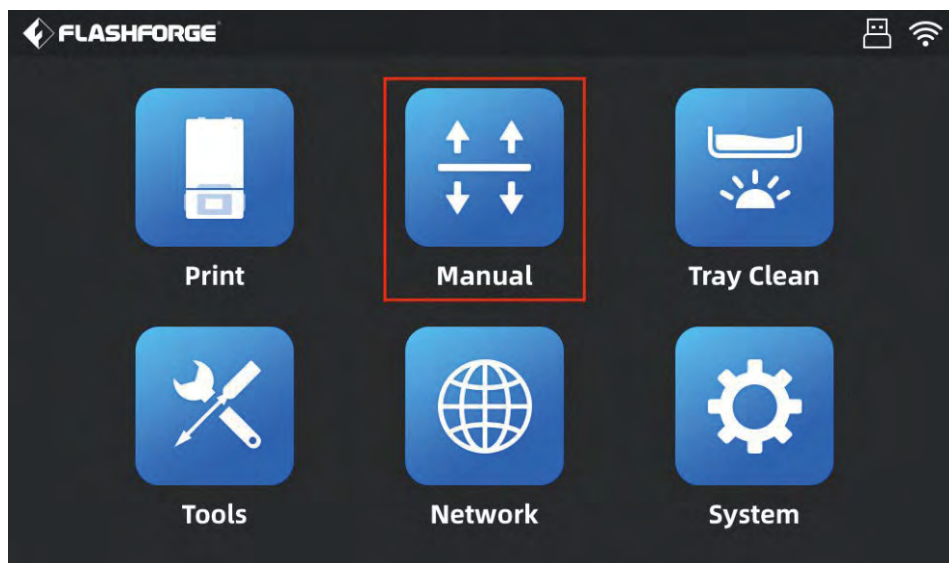 FLASHFORGE
Print
Manual
Tray Clean
Tools
Network
System